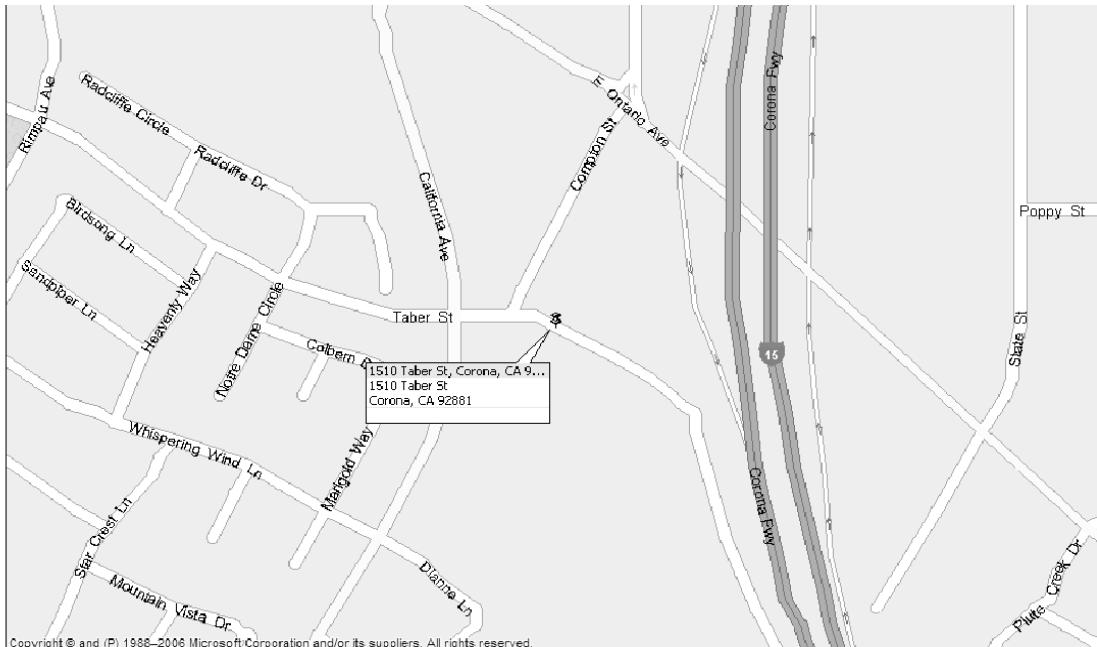 Rimpau Ave
Radcliffe Circle
Radcliffe Dr
Birdsong Ln
Sandpiper Ln
Heavenly Way
Notre Dame Circle
California Ave
Compton St
E Ontario Ave
Corona Fwy
Poppy St
State St
15
Taber St
Colbern
1510 Taber St, Corona, CA 9...
1510 Taber St
Corona, CA 92881
Whispering Wind Ln
Marigold Way
Star Crest Ln
Mountain Vista Dr
Dianne Ln
Corona Fwy
Plute Creek Dr
Copyright © and (P) 1988–2006 Microsoft Corporation and/or its suppliers. All rights reserved.